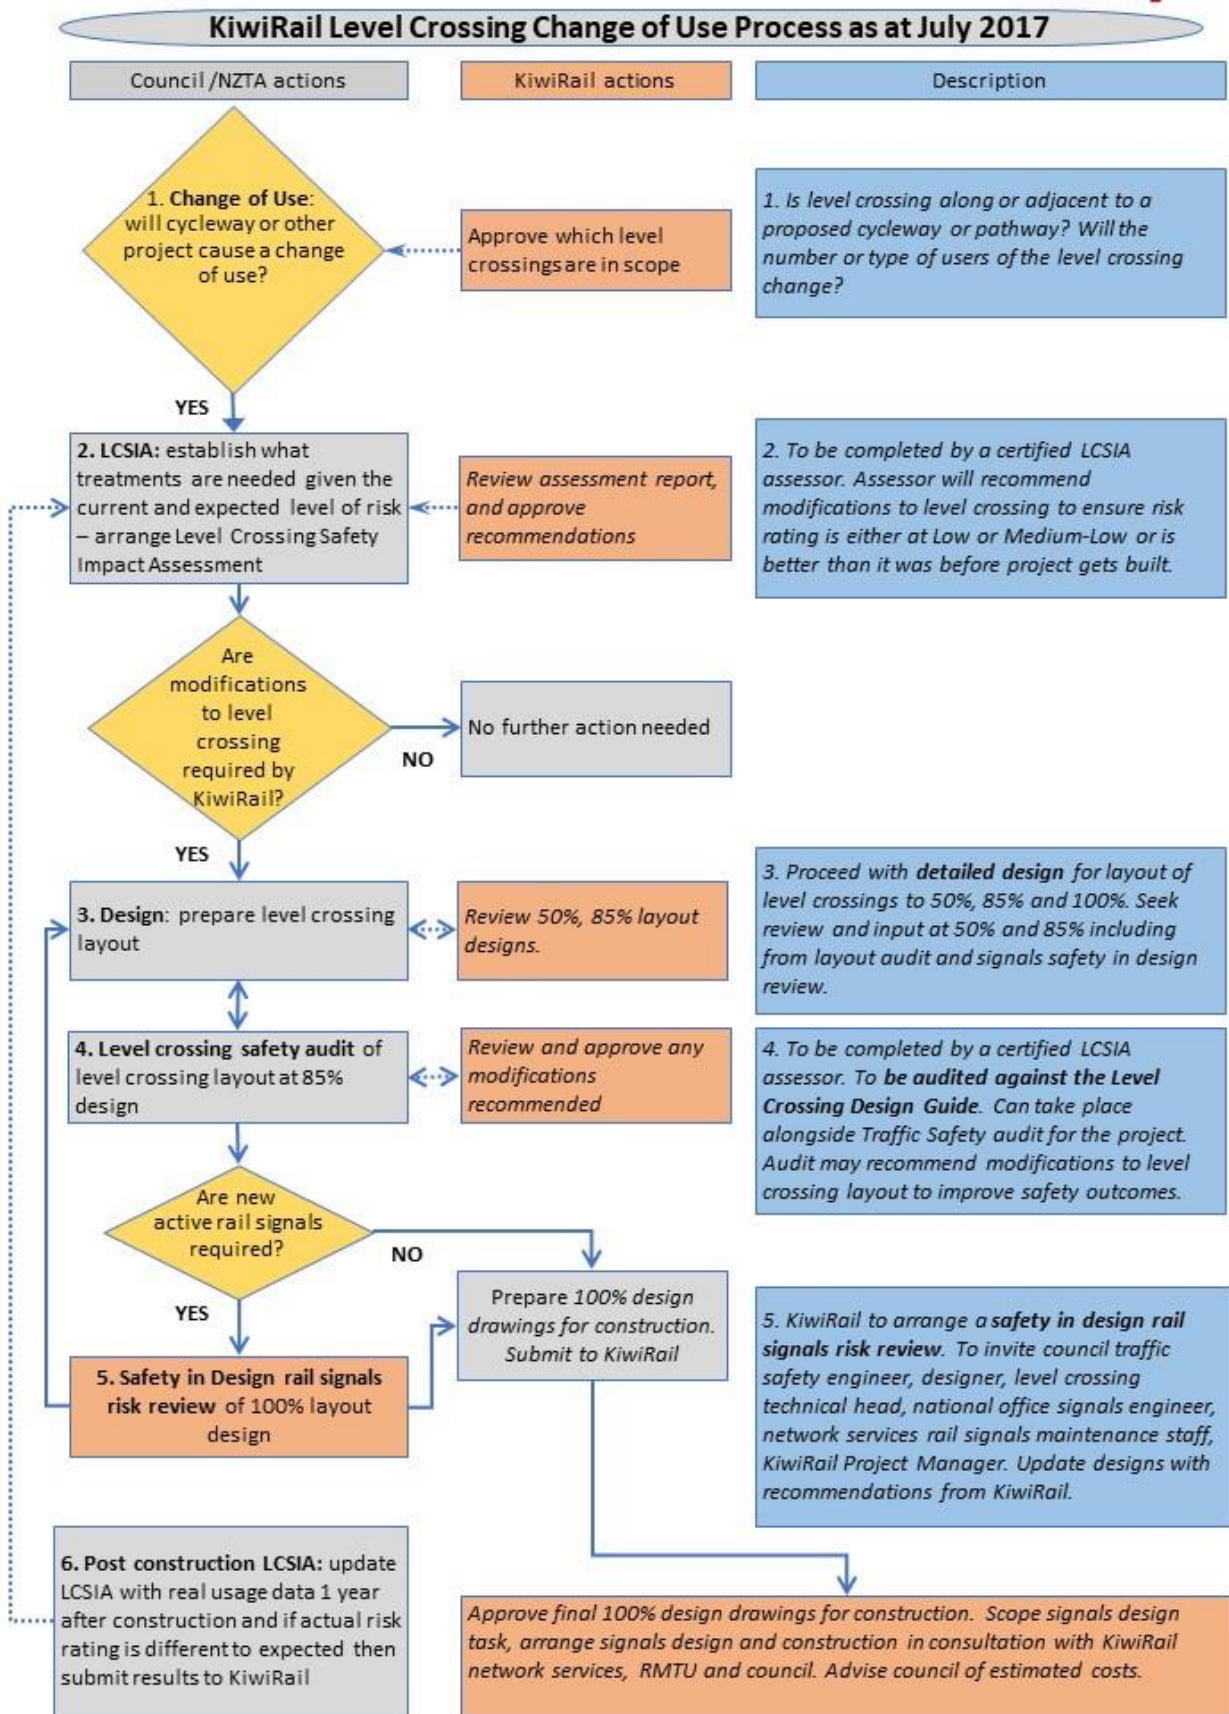 KiwiRail Level Crossing Change of Use Process as at July 2017
Council /NZTA actions
KiwiRail actions
Description
1. Change of Use:
will cycleway or other
project cause a change
of use?
Approve which level
crossings are in scope
1. Is level crossing along or adjacent to a
proposed cycleway or pathway? Will the
number or type of users of the level crossing
change?
YES
2. LCSIA: establish what
treatments are needed given the
current and expected level of risk
– arrange Level Crossing Safety
Impact Assessment
Review assessment report,
and approve
recommendations
2. To be completed by a certified LCSIA
assessor. Assessor will recommend
modifications to level crossing to ensure risk
rating is either at Low or Medium-Low or is
better than it was before project gets built.
Are
modifications
to level
crossing
required by
KiwiRail?
NO
No further action needed
YES
3. Design: prepare level crossing
layout
Review 50%, 85% layout
designs.
3. Proceed with detailed design for layout of
level crossings to 50%, 85% and 100%. Seek
review and input at 50% and 85% including
from layout audit and signals safety in design
review.
4. Level crossing safety audit of
level crossing layout at 85%
design
Review and approve any
modifications
recommended
4. To be completed by a certified LCSIA
assessor. To be audited against the Level
Crossing Design Guide. Can take place
alongside Traffic Safety audit for the project.
Audit may recommend modifications to level
crossing layout to improve safety outcomes.
Are new
active rail signals
required?
NO
YES
Prepare 100% design
drawings for construction.
Submit to KiwiRail
5. Safety in Design rail signals
risk review of 100% layout
design
5. KiwiRail to arrange a safety in design rail
signals risk review. To invite council traffic
safety engineer, designer, level crossing
technical head, national office signals engineer,
network services rail signals maintenance staff,
KiwiRail Project Manager. Update designs with
recommendations from KiwiRail.
6. Post construction LCSIA: update
LCSIA with real usage data 1 year
after construction and if actual risk
rating is different to expected then
submit results to KiwiRail
Approve final 100% design drawings for construction. Scope signals design
task, arrange signals design and construction in consultation with KiwiRail
network services, RMTU and council. Advise council of estimated costs.